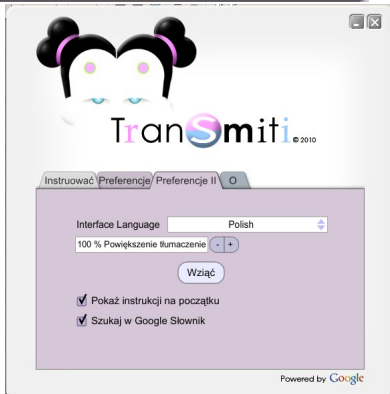 TranSmiti © 2010
Instruować Preferencje Preferencje II O
Interface Language Polish
100 % Powiększenie tłumaczenie - +
Wziąć
Pokaż instrukcji na początku
Szukaj w Google Słownik
Powered by Google